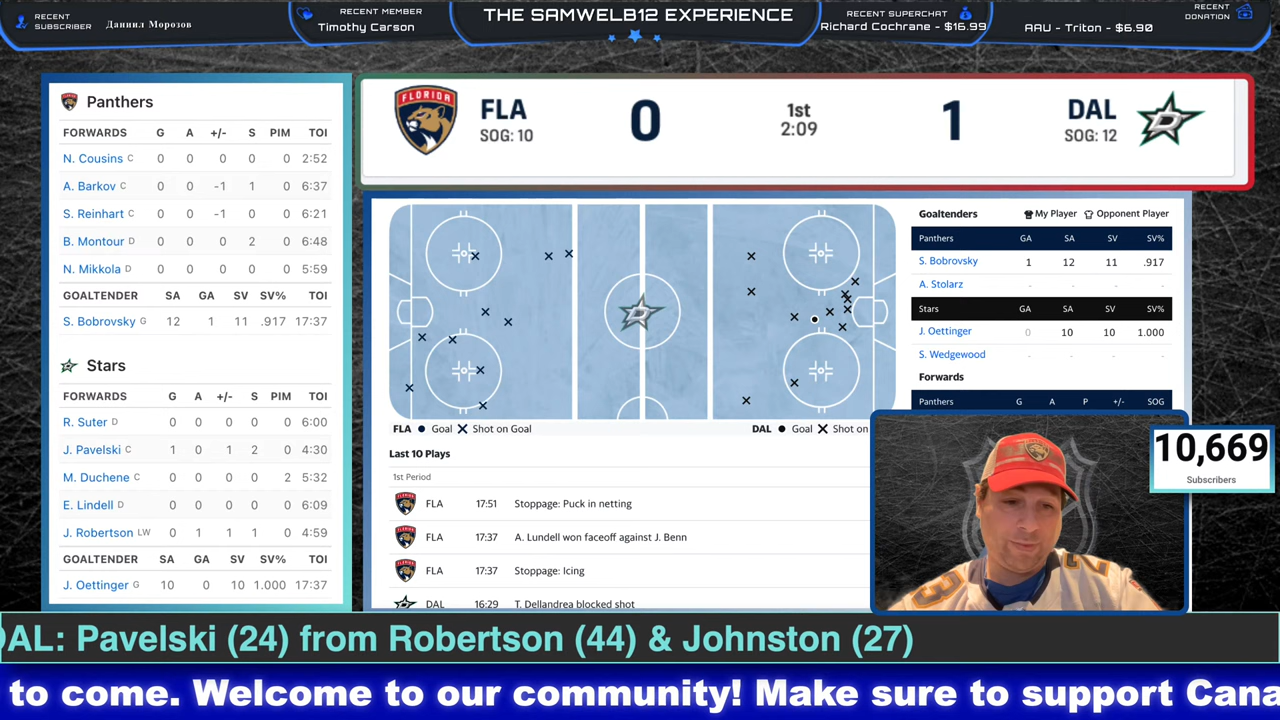 RECENT SUBSCRIBER
Даниил Морозов
RECENT MEMBER
Timothy Carson
THE SAMWELB12 EXPERIENCE
RECENT SUPERCHAT
Richard Cochrane - $16.99
RECENT DONATION
AAU - Triton - $6.90
Panthers
FORWARDS G A +/- S PIM TOI
N. Cousins C 0 0 0 0 0 2:52
A. Barkov C 0 0 -1 1 0 6:37
S. Reinhart C 0 0 -1 0 0 6:21
B. Montour D 0 0 0 2 0 6:48
N. Mikkola D 0 0 0 0 0 5:59
GOALTENDER SA GA SV SV% TOI
S. Bobrovsky G 12 1 11 .917 17:37
Stars
FORWARDS G A +/- S PIM TOI
R. Suter D 0 0 0 0 0 6:00
J. Pavelski C 1 0 1 2 0 4:30
M. Duchene C 0 0 0 0 2 5:32
E. Lindell D 0 0 0 0 0 6:09
J. Robertson LW 0 1 1 1 0 4:59
GOALTENDER SA GA SV SV% TOI
J. Oettinger G 10 0 10 1.000 17:37
FLORIDA
FLA
SOG: 10
0
1st
2:09
1
DAL
SOG: 12
D
D
FLA Goal Shot on Goal
DAL Goal Shot on
Last 10 Plays
1st Period
FLA 17:51 Stoppage: Puck in netting
FLA 17:37 A. Lundell won faceoff against J. Benn
FLA 17:37 Stoppage: Icing
DAL 16:29 T. Dellandrea blocked shot
Goaltenders My Player Opponent Player
Panthers GA SA SV SV%
S. Bobrovsky 1 12 11 .917
A. Stolarz - - - -
Stars GA SA SV SV%
J. Oettinger 0 10 10 1.000
S. Wedgewood - - - -
Forwards
Panthers G A P +/- SOG
10,669
Subscribers
AL: Pavelski (24) from Robertson (44) & Johnston (27)
to come. Welcome to our community! Make sure to support Cana